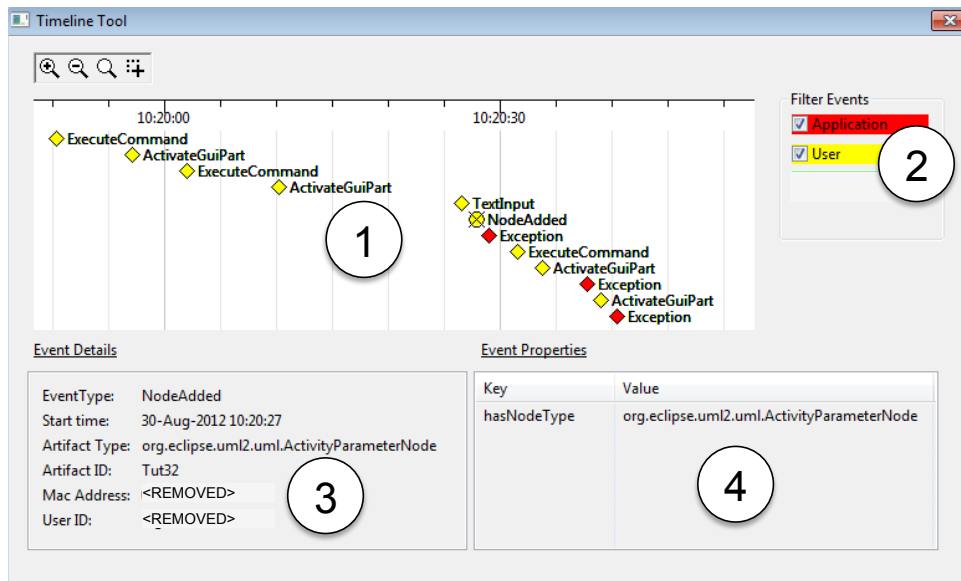 Timeline Tool
10:20:00
10:20:30
ExecuteCommand
ActivateGuiPart
ExecuteCommand
ActivateGuiPart
TextInput
NodeAdded
Exception
ExecuteCommand
ActivateGuiPart
Exception
ActivateGuiPart
Exception
1
Filter Events
Application
User
2
Event Details
EventType: NodeAdded
Start time: 30-Aug-2012 10:20:27
Artifact Type: org.eclipse.uml2.uml.ActivityParameterNode
Artifact ID: Tut32
Mac Address: <REMOVED>
User ID: <REMOVED>
3
Event Properties
Key Value
hasNodeType org.eclipse.uml2.uml.ActivityParameterNode
4